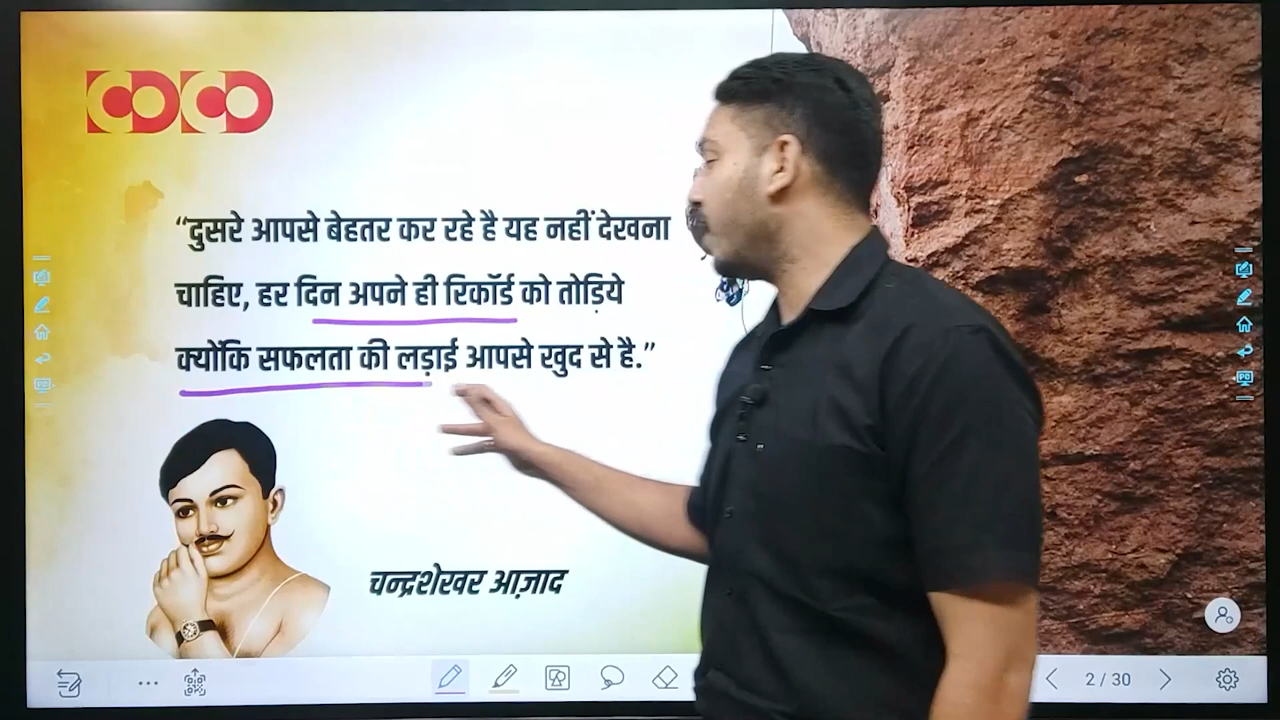 COCO
“दुसरे आपसे बेहतर कर रहे है यह नहीं देखना
चाहिए, हर दिन अपने ही रिकॉर्ड को तोड़िये
क्योंकि सफलता की लड़ाई आपसे खुद से है.”
चन्द्रशेखर आज़ाद
2 / 30